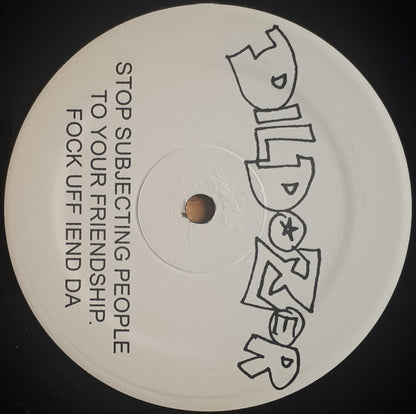 DILDOZER
STOP SUBJECTING PEOPLE
TO YOUR FRIENDSHIP.
FOCK UFF IEND DA